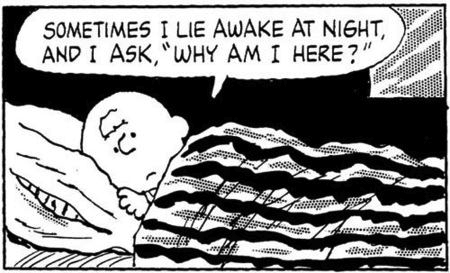 SOMETIMES I LIE AWAKE AT NIGHT,
AND I ASK, "WHY AM I HERE?"